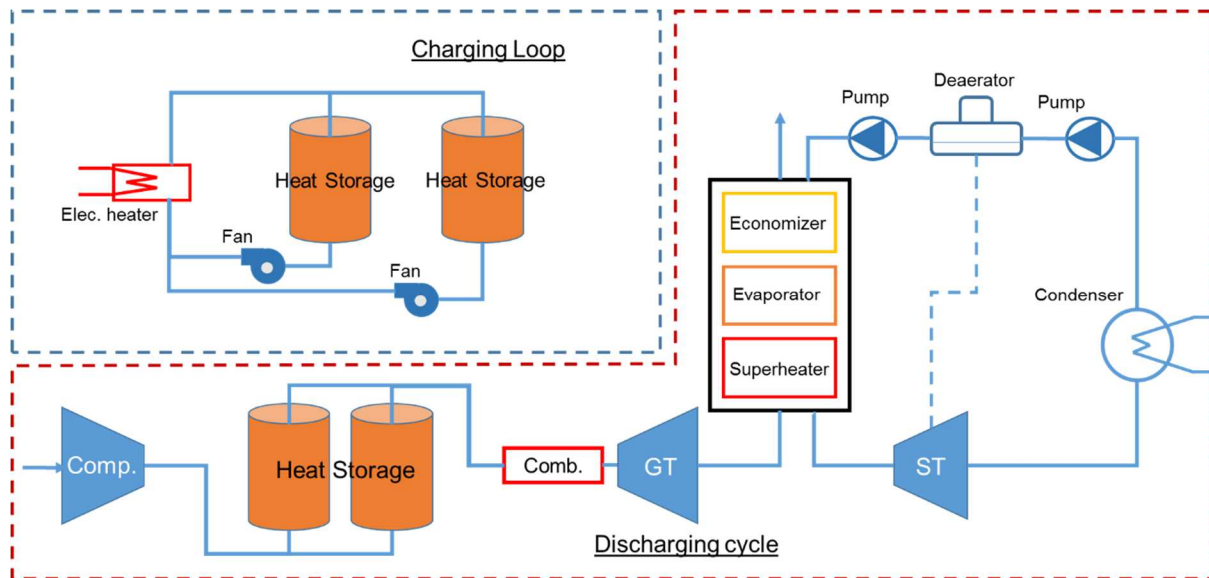 Charging Loop
Heat Storage
Heat Storage
Elec. heater
Fan
Fan
Deaerator
Pump
Pump
Economizer
Evaporator
Superheater
Condenser
Comp.
Heat Storage
Comb.
GT
ST
Discharging cycle